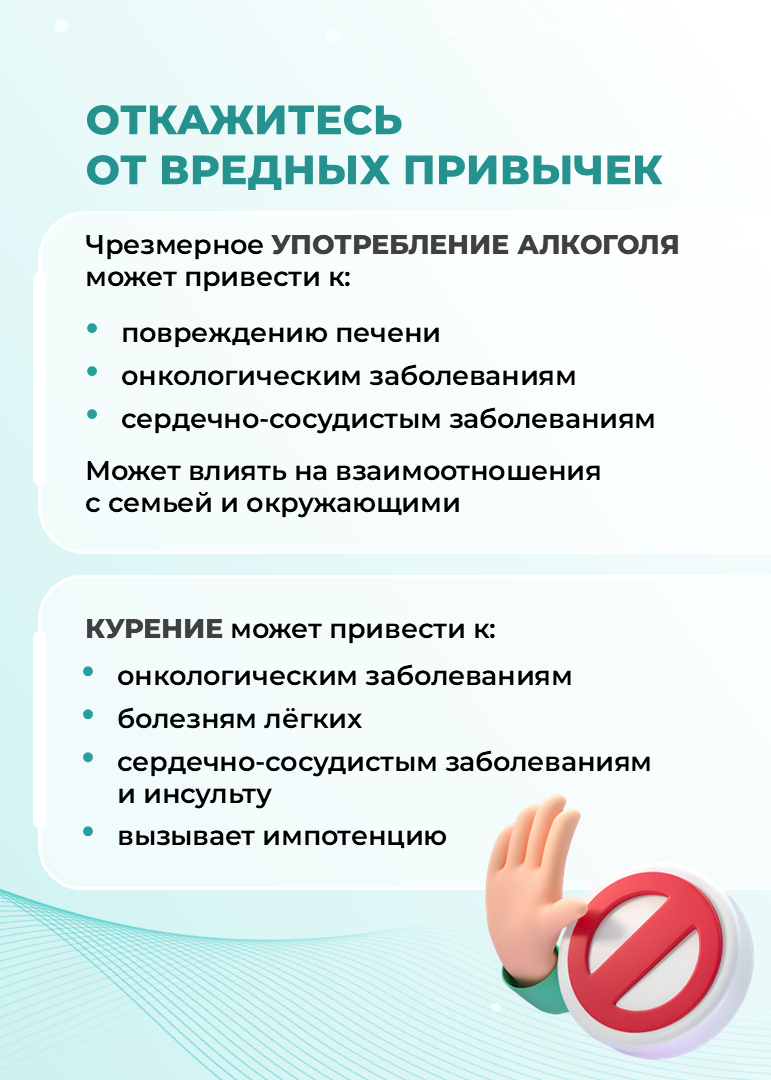 ОТКАЖИТЕСЬ
ОТ ВРЕДНЫХ ПРИВЫЧЕК
Чрезмерное УПОТРЕБЛЕНИЕ АЛКОГОЛЯ
может привести к:
• повреждению печени
• онкологическим заболеваниям
• сердечно-сосудистым заболеваниям
Может влиять на взаимоотношения
с семьей и окружающими
КУРЕНИЕ может привести к:
• онкологическим заболеваниям
• болезням лёгких
• сердечно-сосудистым заболеваниям
и инсульту
• вызывает импотенцию